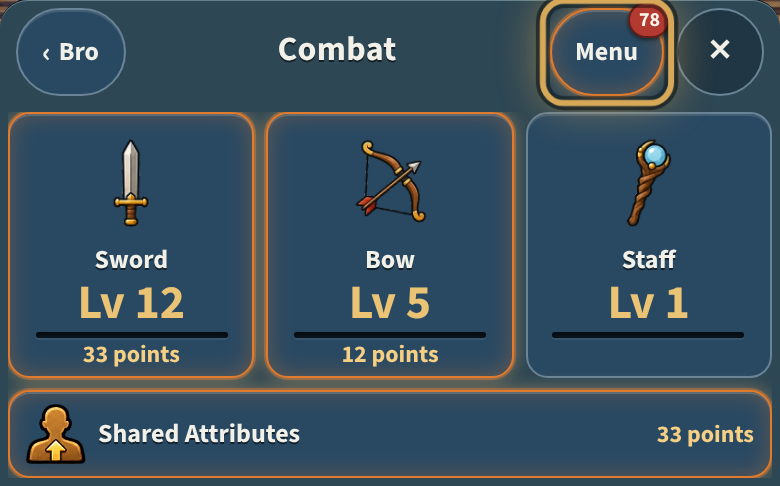 ‹ Bro
Combat
Menu
78
×
Sword
Lv 12
33 points
Bow
Lv 5
12 points
Staff
Lv 1
Shared Attributes
33 points